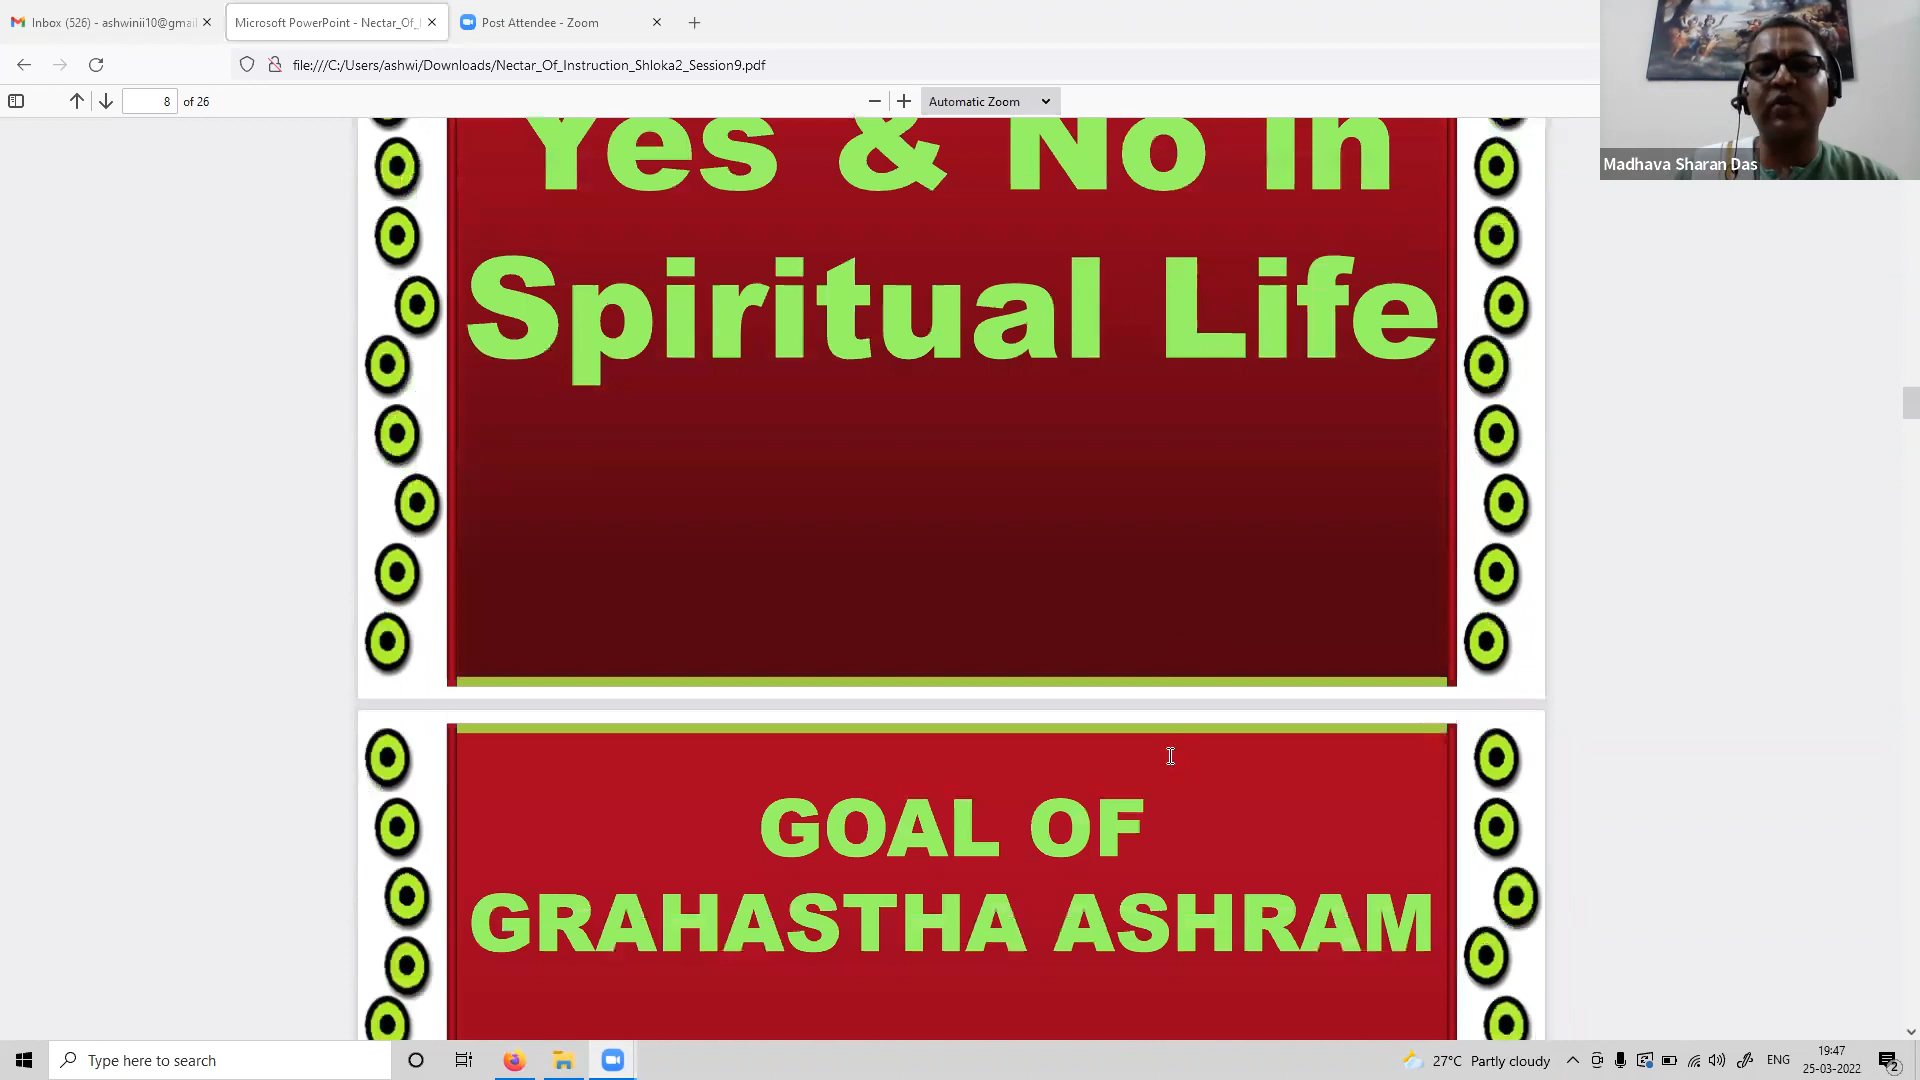 Inbox (526) - ashwinii10@gmai
Microsoft PowerPoint - Nectar_Of_I
Post Attendee - Zoom
file:///C:/Users/ashwi/Downloads/Nectar_Of_Instruction_Shloka2_Session9.pdf
8 of 26
Automatic Zoom
Madhava Sharan Das
Yes & No In
Spiritual Life
GOAL OF
GRAHASTHA ASHRAM
Type here to search
27°C Partly cloudy
ENG
19:47
25-03-2022
2